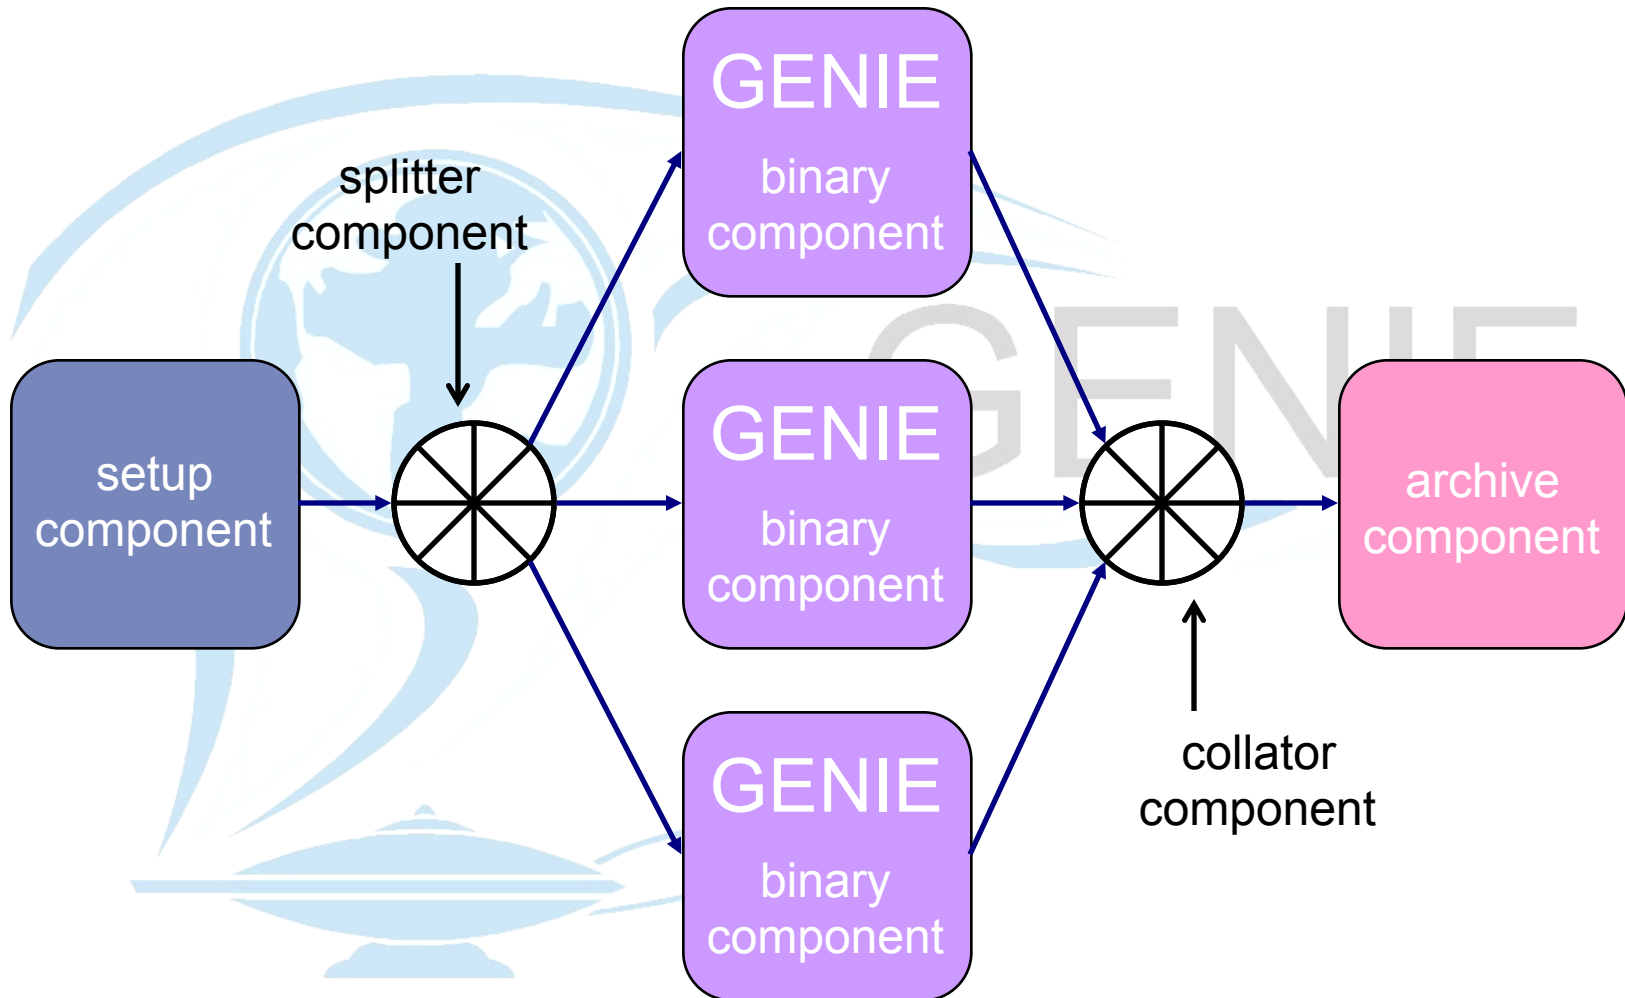 setup
component
splitter
component
GENIE
binary
component
GENIE
binary
component
GENIE
binary
component
collator
component
GENIE
archive
component